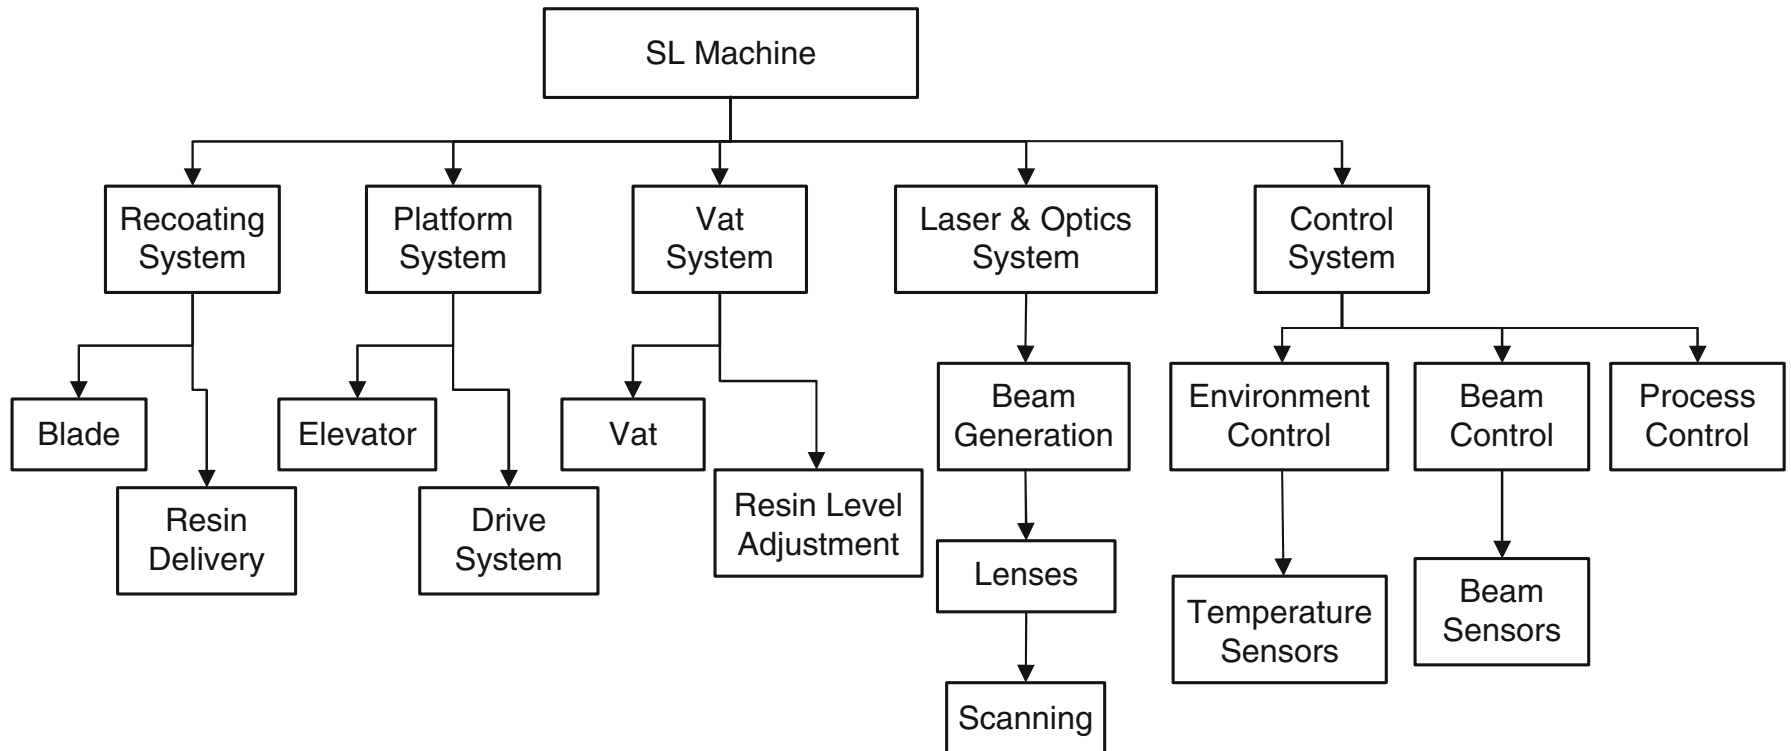 SL Machine
Recoating
System
Platform
System
Vat
System
Laser & Optics
System
Control
System
Blade
Resin
Delivery
Elevator
Drive
System
Vat
Resin Level
Adjustment
Beam
Generation
Lenses
Scanning
Environment
Control
Temperature
Sensors
Beam
Control
Beam
Sensors
Process
Control